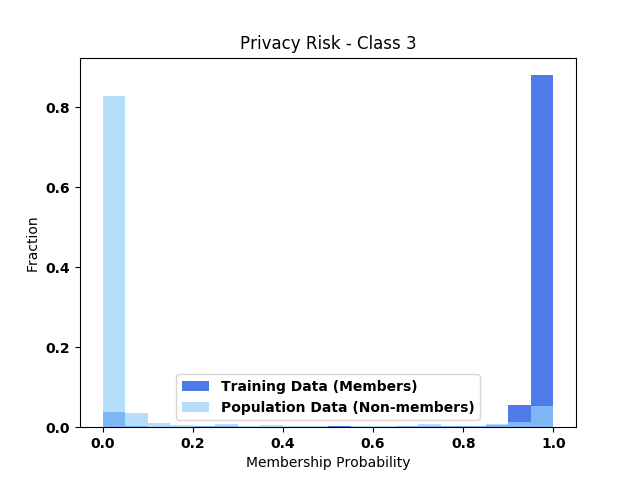 Privacy Risk - Class 3
Fraction
0.8
0.6
0.4
0.2
0.0
Training Data (Members)
Population Data (Non-members)
0.0 0.2 0.4 0.6 0.8 1.0
Membership Probability